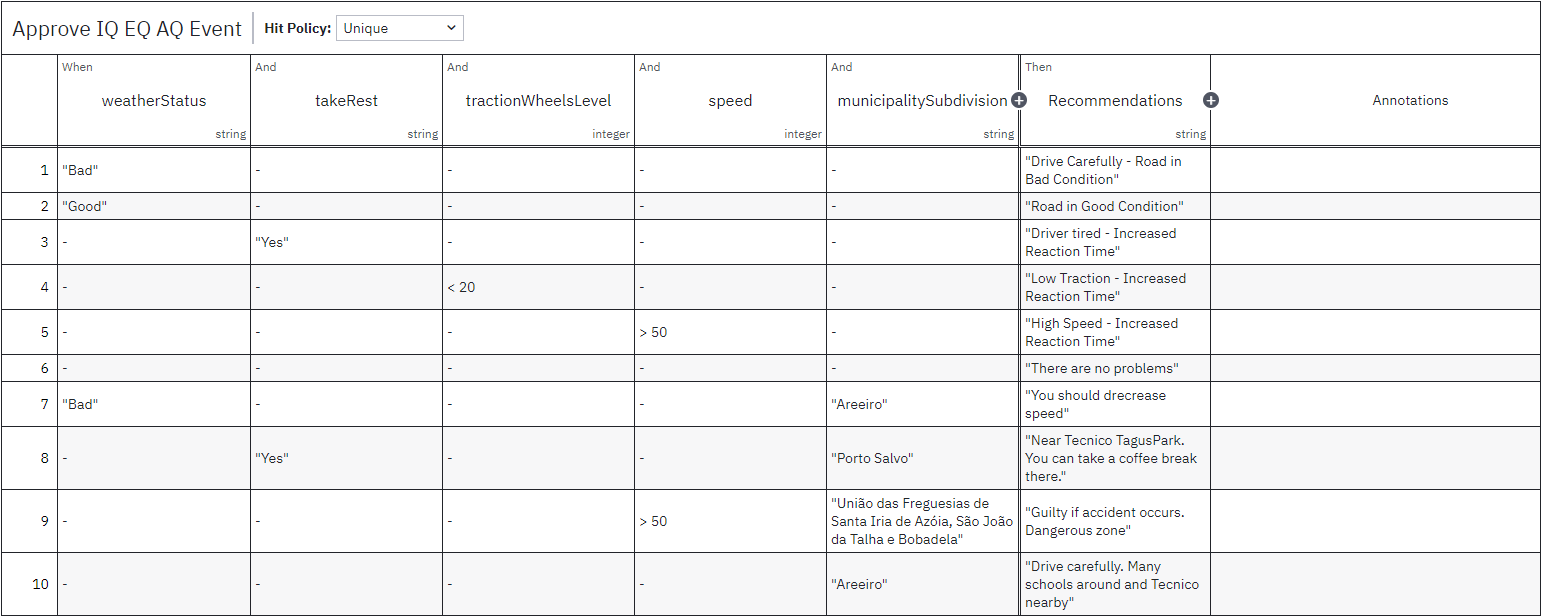 Approve IQ EQ AQ Event Hit Policy: Unique
When And And And And Then
weatherStatus takeRest tractionWheelsLevel speed municipalitySubdivision Recommendations Annotations
string string integer integer string string
1 "Bad" - - - - "Drive Carefully - Road in
Bad Condition"
2 "Good" - - - - "Road in Good Condition"
3 - "Yes" - - - "Driver tired - Increased
Reaction Time"
4 - - < 20 - - "Low Traction - Increased
Reaction Time"
5 - - - > 50 - "High Speed - Increased
Reaction Time"
6 - - - - - "There are no problems"
7 "Bad" - - - "Areeiro" "You should drecrease
speed"
8 - "Yes" - - "Porto Salvo" "Near Tecnico TagusPark.
You can take a coffee break
there."
9 - - - > 50 "União das Freguesias de
Santa Iria de Azóia, São João
da Talha e Bobadela" "Guilty if accident occurs.
Dangerous zone"
10 - - - - "Areeiro" "Drive carefully. Many
schools around and Tecnico
nearby"